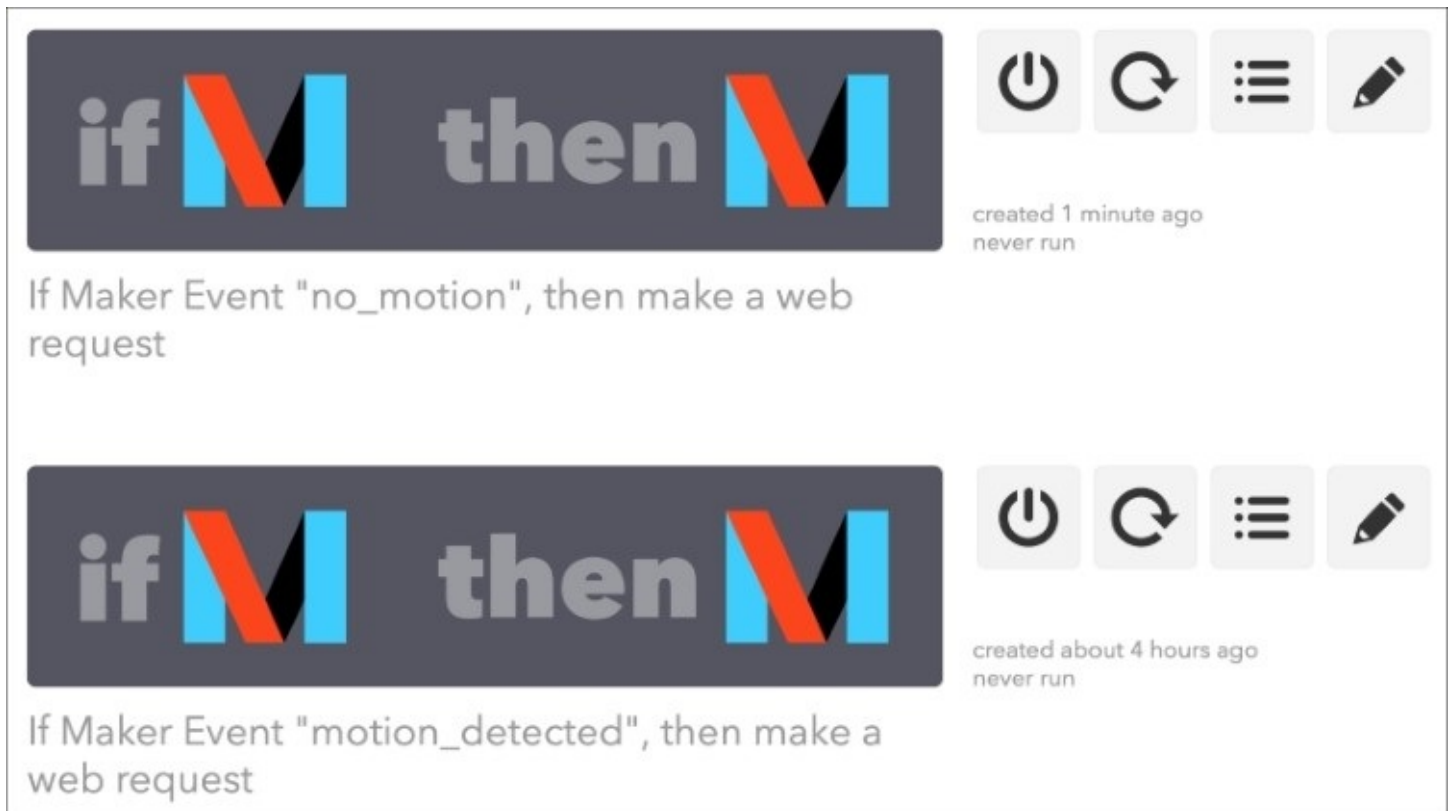 if M then M
created 1 minute ago
never run
If Maker Event "no_motion", then make a web
request
if M then M
created about 4 hours ago
never run
If Maker Event "motion_detected", then make a
web request